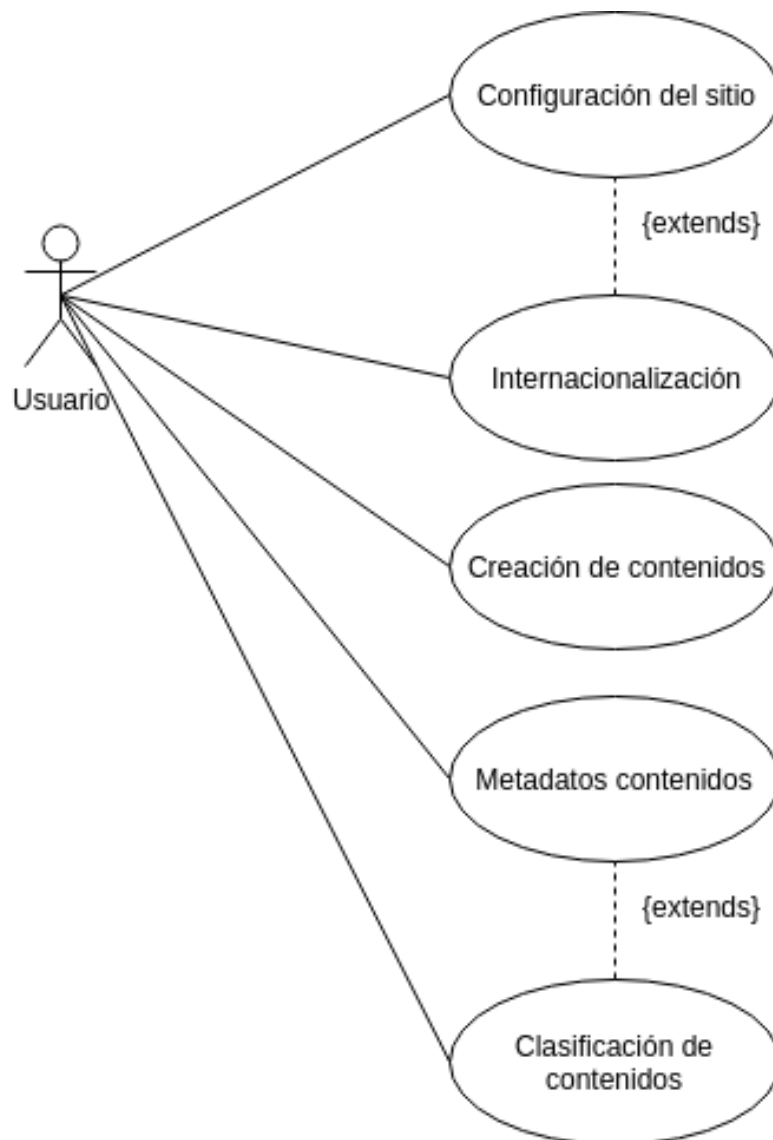 Configuración del sitio
{extends}
Usuario
Internacionalización
Creación de contenidos
Metadatos contenidos
{extends}
Clasificación de
contenidos